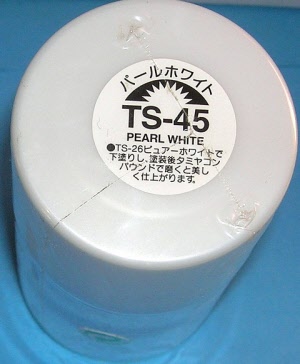 パールホワイト
TS-45
PEARL WHITE
●TS-26ピュアーホワイトで
下塗りし、塗装後タミヤコン
パウンドで磨くと美し
く仕上がります。